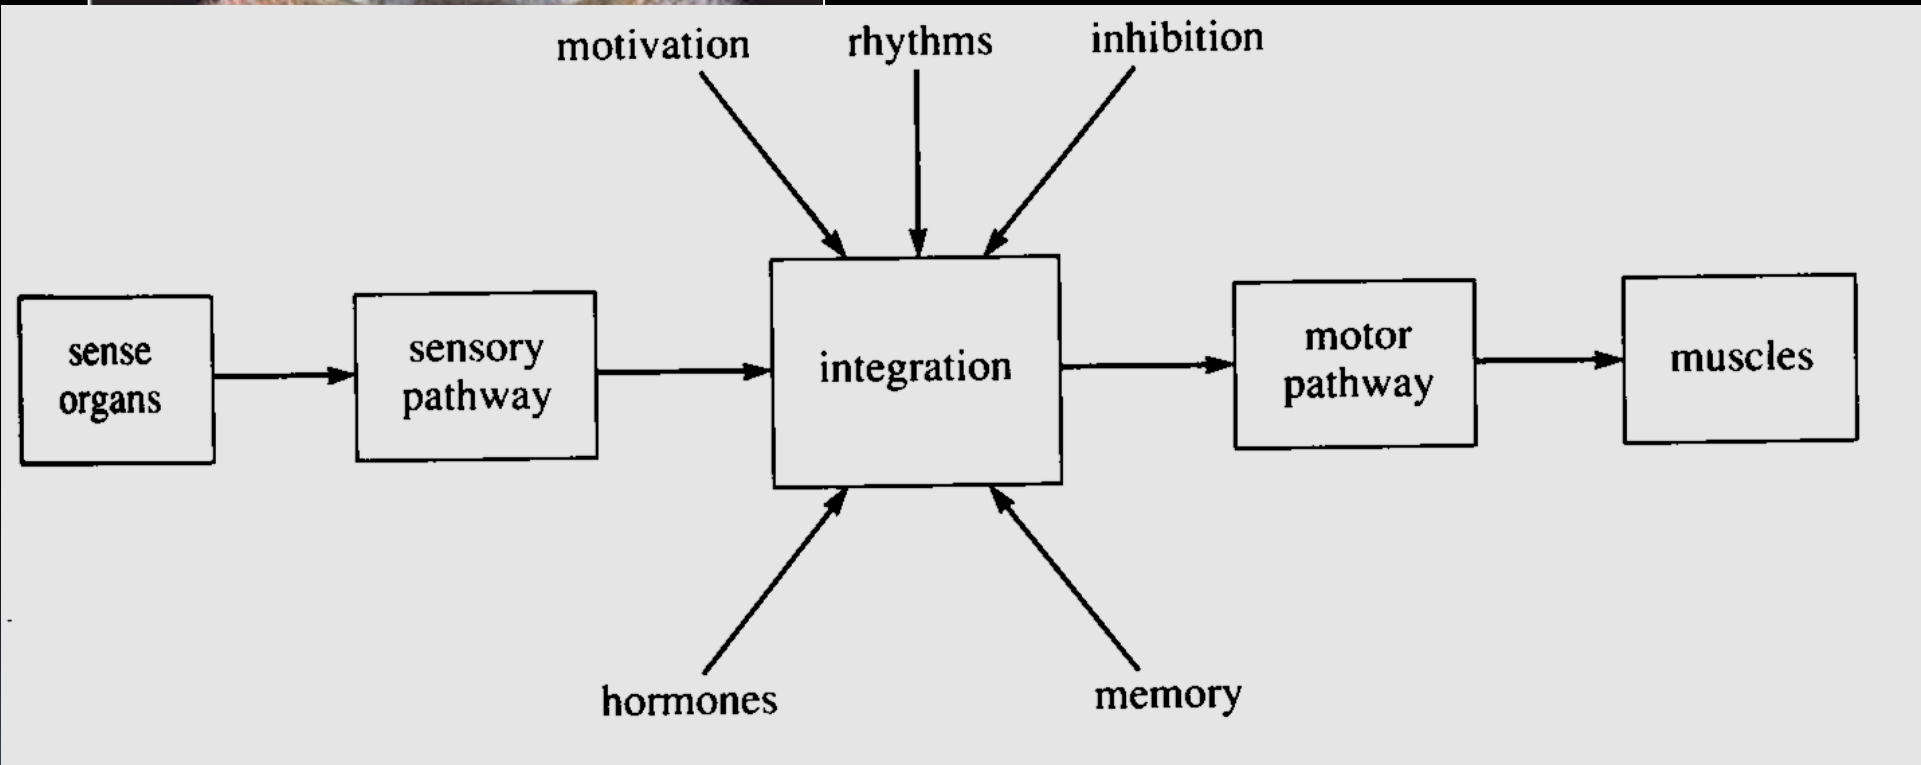 motivation
rhythms
inhibition
sense
organs
sensory
pathway
integration
motor
pathway
muscles
hormones
memory